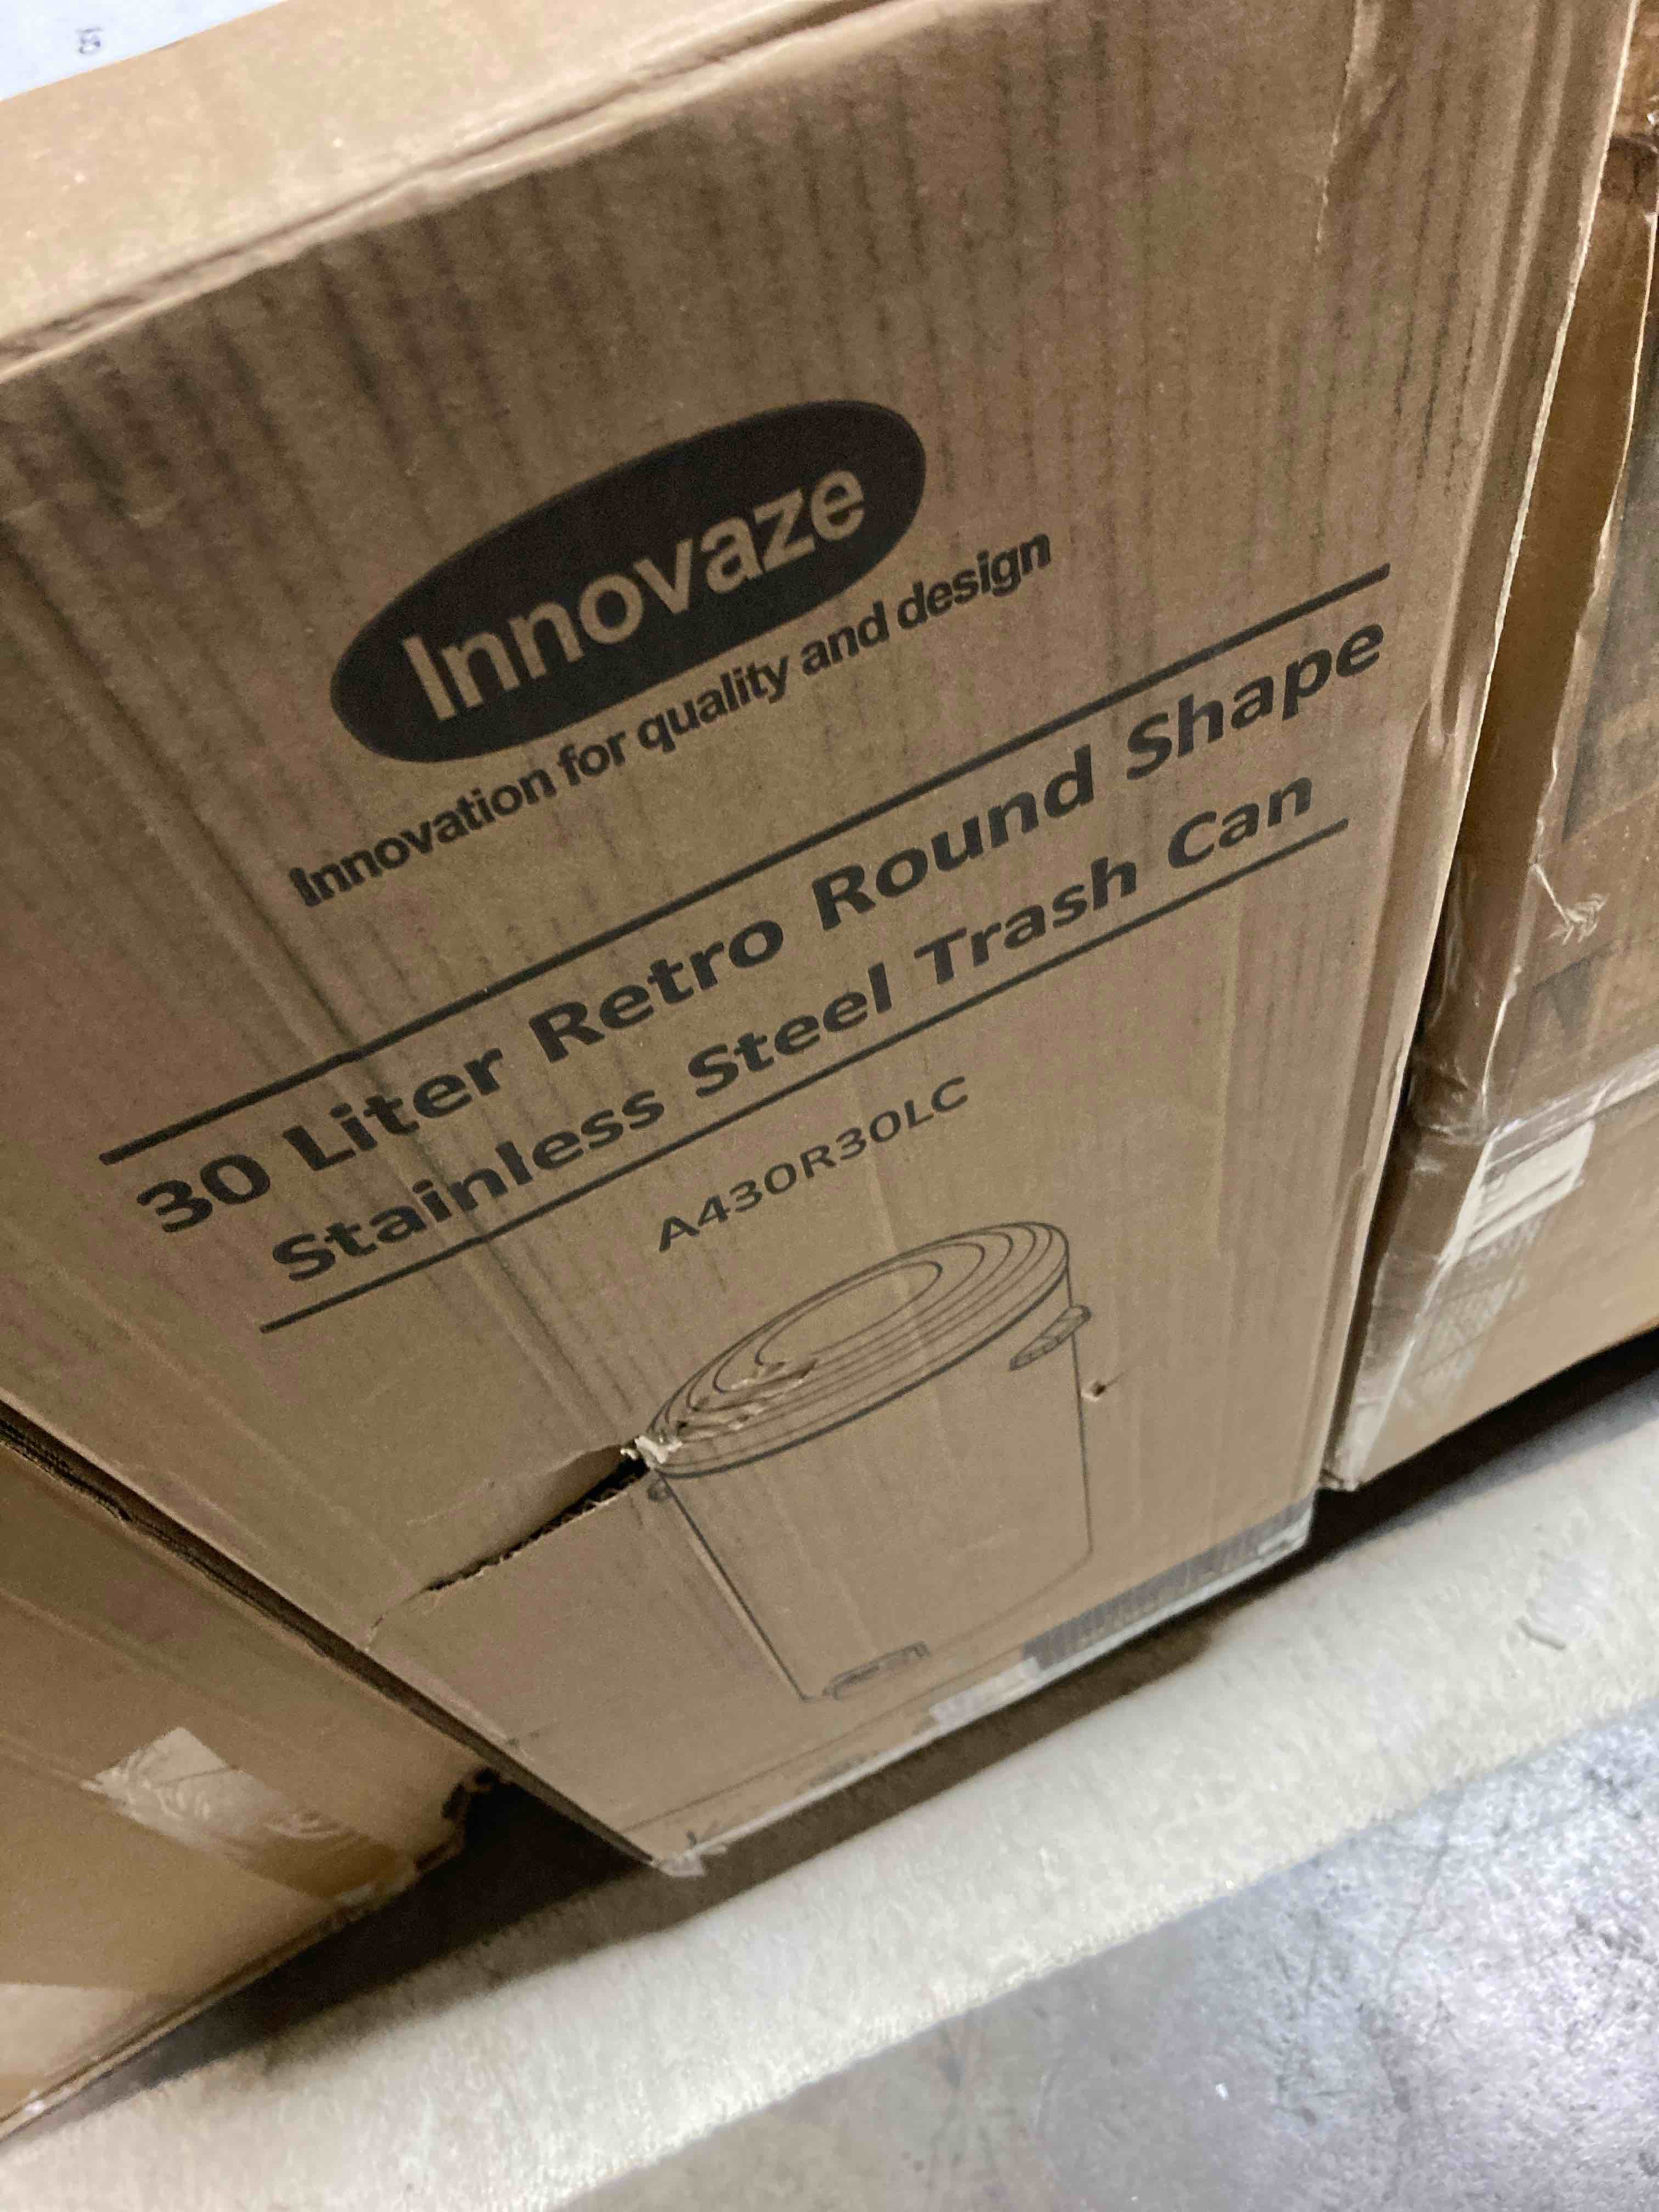 Innovaze
Innovation for quality and design
30 Liter Retro Round Shape
Stainless Steel Trash Can
A430R30LC